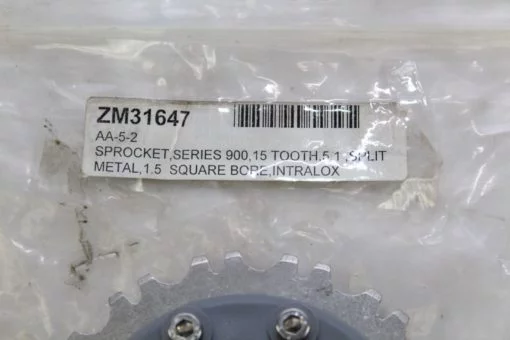 ZM31647
AA-5-2
SPROCKET,SERIES 900,15 TOOTH,5.1 ,SPLIT
METAL,1.5 SQUARE BORE,INTRALOX